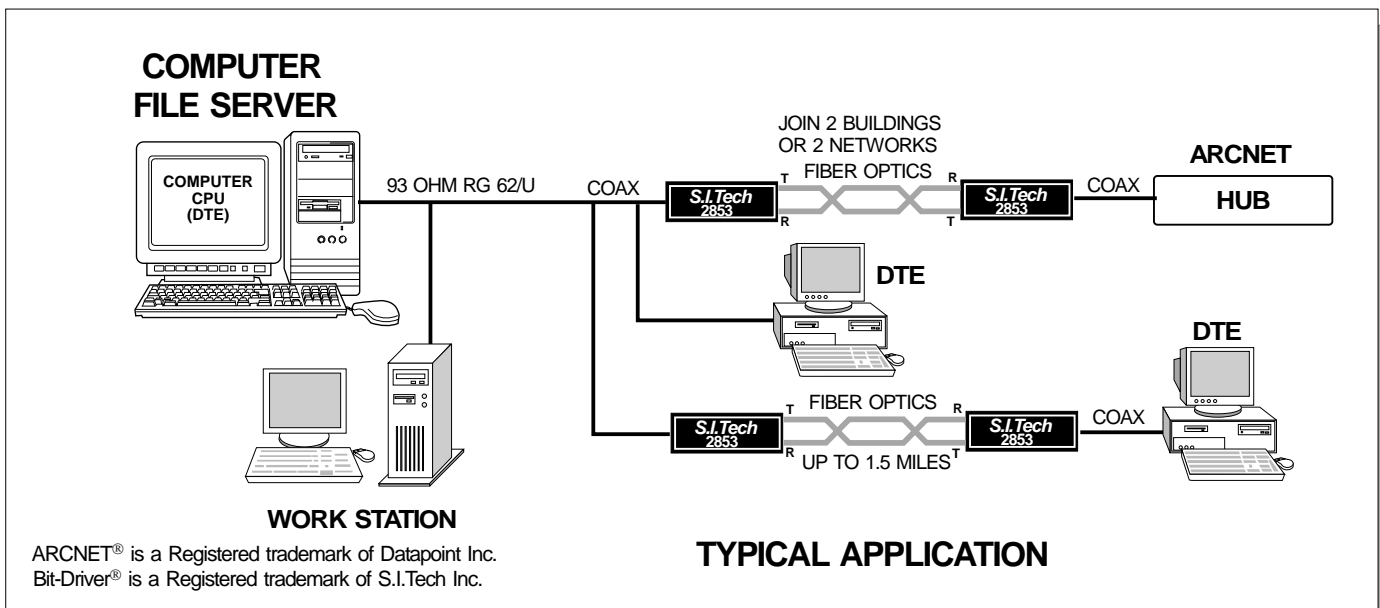 COMPUTER
FILE SERVER
COMPUTER
CPU
(DTE)
93 OHM RG 62/U
COAX
JOIN 2 BUILDINGS
OR 2 NETWORKS
FIBER OPTICS
T
R
S.I.Tech
2853
R
T
S.I.Tech
2853
COAX
ARCNET
HUB
DTE
DTE
S.I.Tech
2853
T
R
FIBER OPTICS
UP TO 1.5 MILES
R
T
S.I.Tech
2853
COAX
WORK STATION
ARCNET® is a Registered trademark of Datapoint Inc.
Bit-Driver® is a Registered trademark of S.I.Tech Inc.
TYPICAL APPLICATION